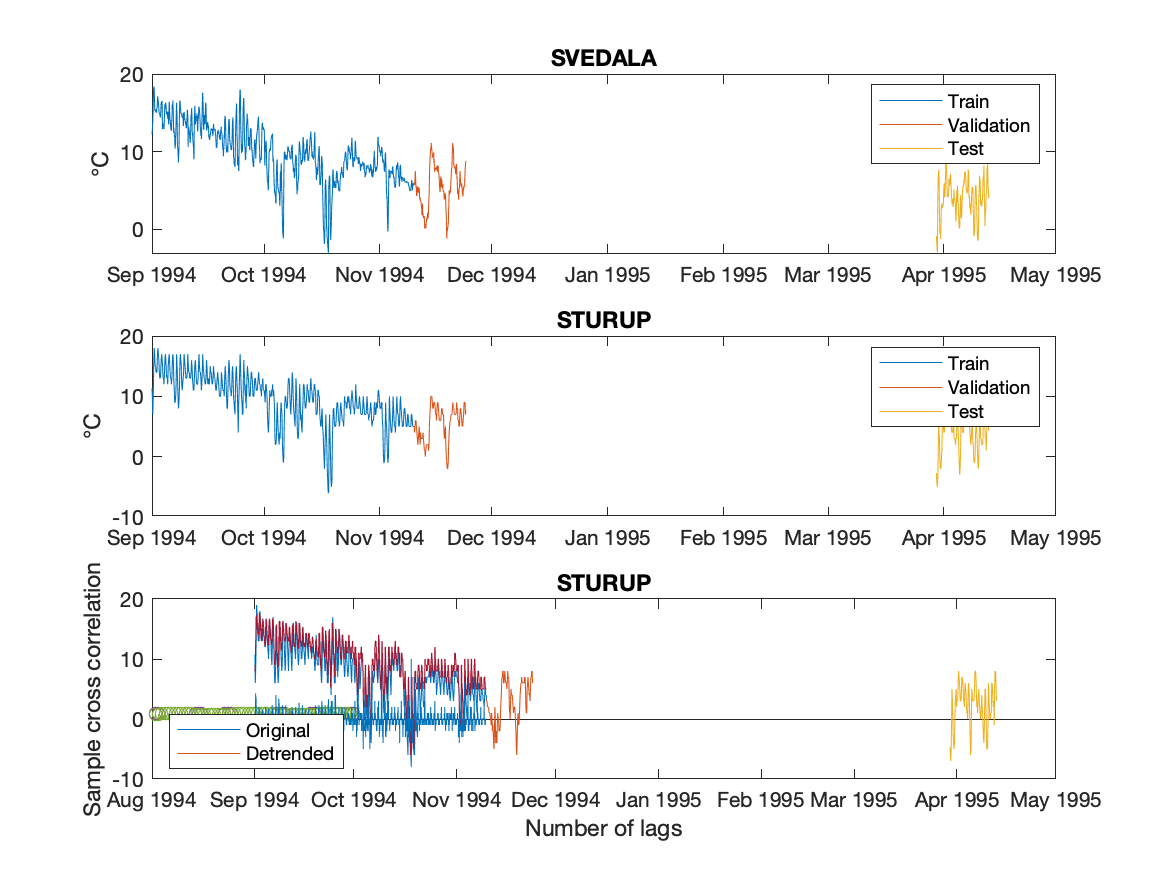 SVEDALA
20
10
0
°C
Train
Validation
Test
Sep 1994 Oct 1994 Nov 1994 Dec 1994 Jan 1995 Feb 1995 Mar 1995 Apr 1995 May 1995
STURUP
20
10
0
-10
°C
Train
Validation
Test
Sep 1994 Oct 1994 Nov 1994 Dec 1994 Jan 1995 Feb 1995 Mar 1995 Apr 1995 May 1995
STURUP
20
10
0
-10
Sample cross correlation
Original
Detrended
Aug 1994 Sep 1994 Oct 1994 Nov 1994 Dec 1994 Jan 1995 Feb 1995 Mar 1995 Apr 1995 May 1995
Number of lags